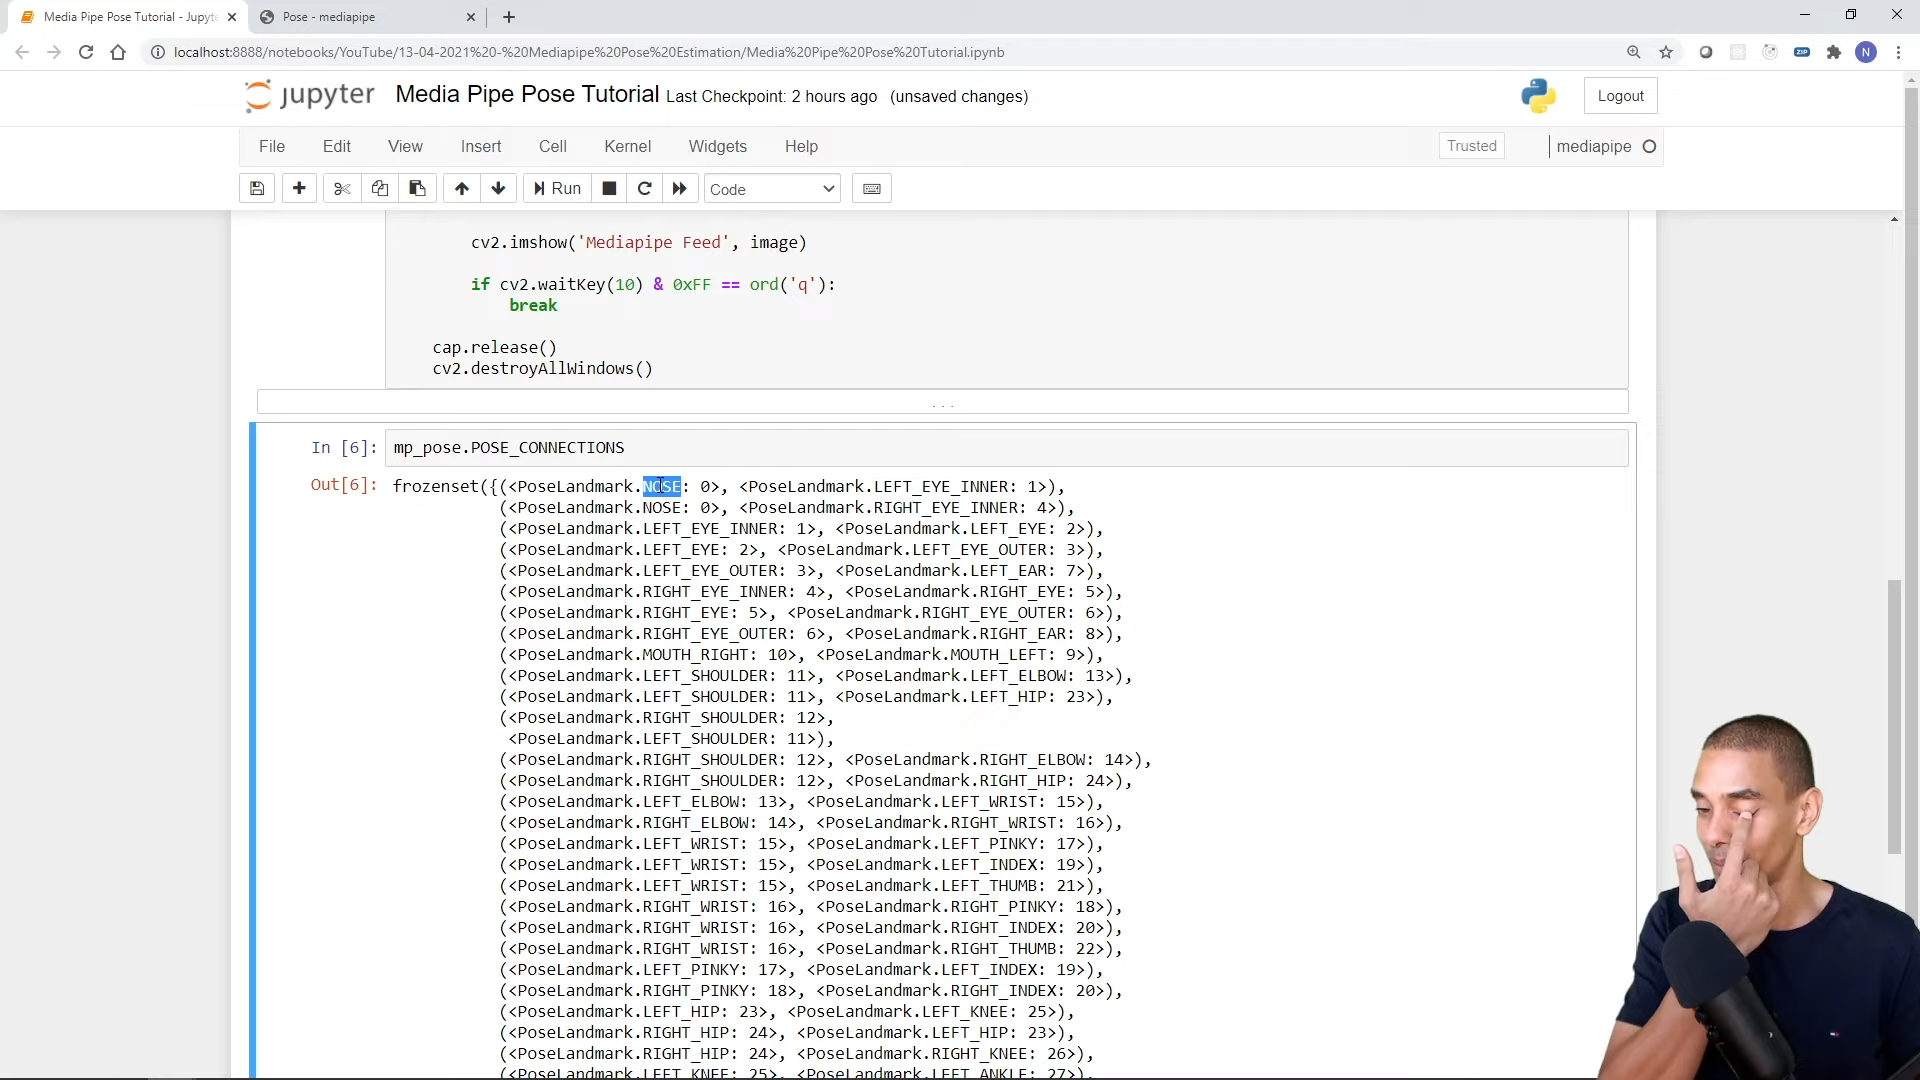 Media Pipe Pose Tutorial - Jupyte
Pose - mediapipe
localhost:8888/notebooks/YouTube/13-04-2021%20-%20Mediapipe%20Pose%20Estimation/Media%20Pipe%20Pose%20Tutorial.ipynb
ZIP
N
jupyter Media Pipe Pose Tutorial Last Checkpoint: 2 hours ago (unsaved changes)
Logout
File Edit View Insert Cell Kernel Widgets Help
Trusted
mediapipe
Run
Code
cv2.imshow('Mediapipe Feed', image)
if cv2.waitKey(10) & 0xFF == ord('q'):
break
cap.release()
cv2.destroyAllWindows()
...
In [6]: mp_pose.POSE_CONNECTIONS
Out[6]: frozenset({(<PoseLandmark.NOSE: 0>, <PoseLandmark.LEFT_EYE_INNER: 1>),
(<PoseLandmark.NOSE: 0>, <PoseLandmark.RIGHT_EYE_INNER: 4>),
(<PoseLandmark.LEFT_EYE_INNER: 1>, <PoseLandmark.LEFT_EYE: 2>),
(<PoseLandmark.LEFT_EYE: 2>, <PoseLandmark.LEFT_EYE_OUTER: 3>),
(<PoseLandmark.LEFT_EYE_OUTER: 3>, <PoseLandmark.LEFT_EAR: 7>),
(<PoseLandmark.RIGHT_EYE_INNER: 4>, <PoseLandmark.RIGHT_EYE: 5>),
(<PoseLandmark.RIGHT_EYE: 5>, <PoseLandmark.RIGHT_EYE_OUTER: 6>),
(<PoseLandmark.RIGHT_EYE_OUTER: 6>, <PoseLandmark.RIGHT_EAR: 8>),
(<PoseLandmark.MOUTH_RIGHT: 10>, <PoseLandmark.MOUTH_LEFT: 9>),
(<PoseLandmark.LEFT_SHOULDER: 11>, <PoseLandmark.LEFT_ELBOW: 13>),
(<PoseLandmark.LEFT_SHOULDER: 11>, <PoseLandmark.LEFT_HIP: 23>),
(<PoseLandmark.RIGHT_SHOULDER: 12>,
<PoseLandmark.LEFT_SHOULDER: 11>),
(<PoseLandmark.RIGHT_SHOULDER: 12>, <PoseLandmark.RIGHT_ELBOW: 14>),
(<PoseLandmark.RIGHT_SHOULDER: 12>, <PoseLandmark.RIGHT_HIP: 24>),
(<PoseLandmark.LEFT_ELBOW: 13>, <PoseLandmark.LEFT_WRIST: 15>),
(<PoseLandmark.RIGHT_ELBOW: 14>, <PoseLandmark.RIGHT_WRIST: 16>),
(<PoseLandmark.LEFT_WRIST: 15>, <PoseLandmark.LEFT_PINKY: 17>),
(<PoseLandmark.LEFT_WRIST: 15>, <PoseLandmark.LEFT_INDEX: 19>),
(<PoseLandmark.LEFT_WRIST: 15>, <PoseLandmark.LEFT_THUMB: 21>),
(<PoseLandmark.RIGHT_WRIST: 16>, <PoseLandmark.RIGHT_PINKY: 18>),
(<PoseLandmark.RIGHT_WRIST: 16>, <PoseLandmark.RIGHT_INDEX: 20>),
(<PoseLandmark.RIGHT_WRIST: 16>, <PoseLandmark.RIGHT_THUMB: 22>),
(<PoseLandmark.LEFT_PINKY: 17>, <PoseLandmark.LEFT_INDEX: 19>),
(<PoseLandmark.RIGHT_PINKY: 18>, <PoseLandmark.RIGHT_INDEX: 20>),
(<PoseLandmark.LEFT_HIP: 23>, <PoseLandmark.LEFT_KNEE: 25>),
(<PoseLandmark.RIGHT_HIP: 24>, <PoseLandmark.LEFT_HIP: 23>),
(<PoseLandmark.RIGHT_HIP: 24>, <PoseLandmark.RIGHT_KNEE: 26>),
(<PoseLandmark.LEFT_KNEE: 25>, <PoseLandmark.LEFT_ANKLE: 27>),